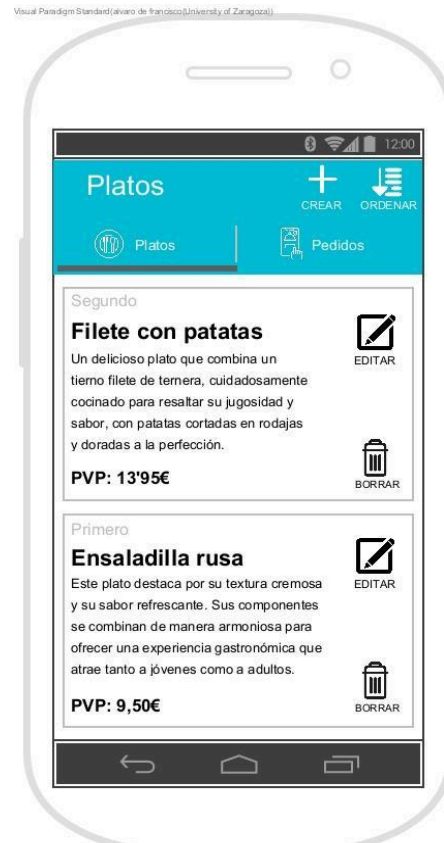 Visual Paradigm Standard(alvaro de francisco(University of Zaragoza))
12:00
Platos
CREAR
ORDENAR
Platos
Pedidos
Segundo
Filete con patatas
EDITAR
Un delicioso plato que combina un
tierno filete de ternera, cuidadosamente
cocinado para resaltar su jugosidad y
sabor, con patatas cortadas en rodajas
y doradas a la perfección.
PVP: 13'95€
BORRAR
Primero
Ensaladilla rusa
EDITAR
Este plato destaca por su textura cremosa
y su sabor refrescante. Sus componentes
se combinan de manera armoniosa para
ofrecer una experiencia gastronómica que
atrae tanto a jóvenes como a adultos.
PVP: 9,50€
BORRAR